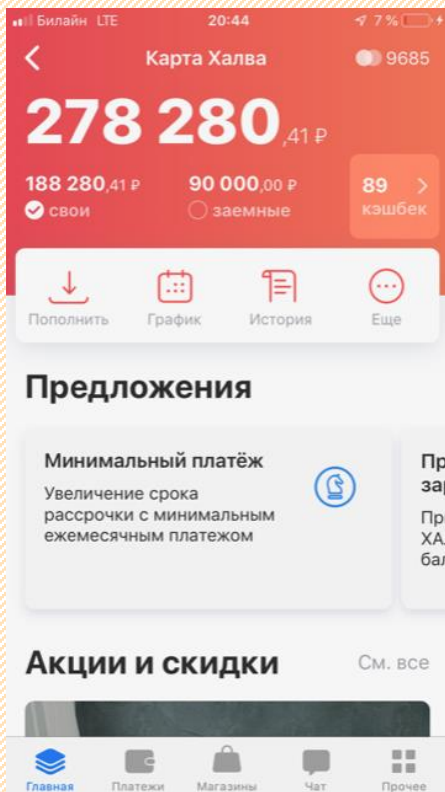 Билайн LTE 20:44 7 %
Карта Халва 9685
278 280,41 ₽
188 280,41 ₽ 90 000,00 ₽ 89
свои заемные кэшбек
Пополнить График История Еще
Предложения
Минимальный платёж
Увеличение срока
рассрочки с минимальным
ежемесячным платежом
Акции и скидки См. все
Главная Платежи Магазины Чат Прочее